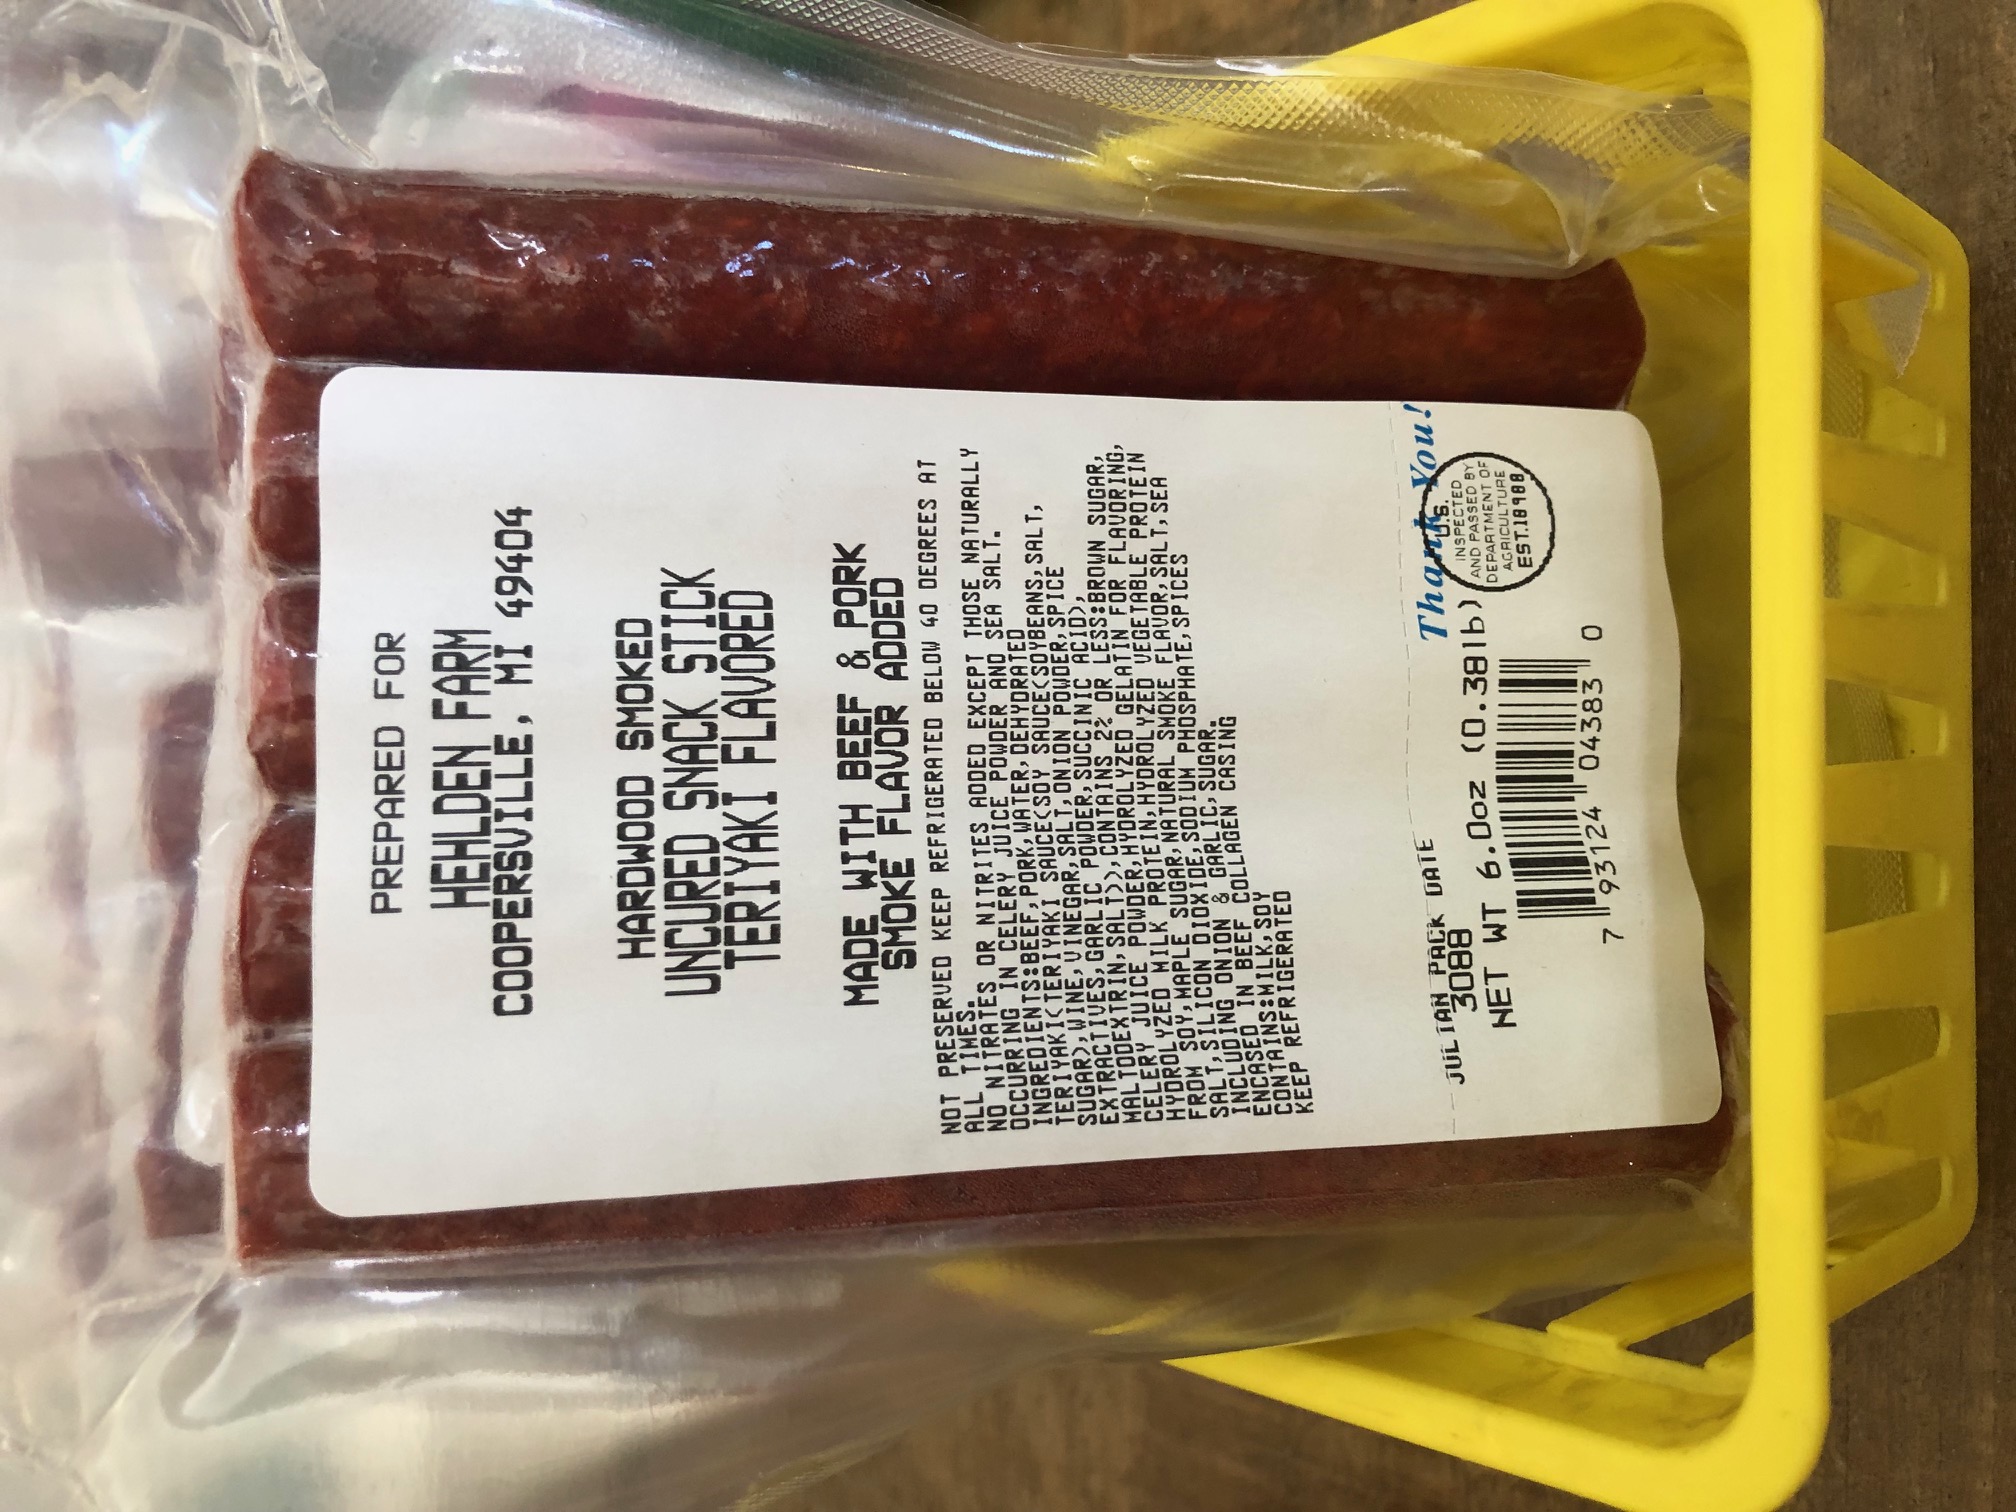 PREPARED FOR
HEHLDEN FARM
COOPERSVILLE, MI 49404
HARDWOOD SMOKED
UNCURED SNACK STICK
TERIYAKI FLAVORED
MADE WITH BEEF & PORK
SMOKE FLAVOR ADDED
NOT PRESERVED KEEP REFRIGERATED BELOW 40 DEGREES AT
ALL TIMES.
NO NITRATES OR NITRITES ADDED EXCEPT THOSE NATURALLY
OCCURING IN CELERY JUICE POWDER AND SEA SALT.
INGREDIENTS:BEEF,PORK,WATER,DEHYDRATED
TERIYAKI<TERIYAKI SAUCE<SOY SAUCE<SOYBEANS,SALT,
SUGAR>,WINE,VINEGAR,SALT,ONION POWDER,SPICE
EXTRACTIVES,GARLIC POWDER,SUCCINIC ACID),
MALTODEXTRIN,SALT>>,CONTAINS 2% OR LESS:BROWN SUGAR,
CELERY JUICE POWDER,HYDROLYZED GELATIN FOR FLAVORING,
HYDROLYZED MILK PROTEIN,HYDROLYZED VEGETABLE PROTEIN
FROM SOY,MAPLE SUGAR,NATURAL SMOKE FLAVOR,SALT,SEA
SALT,SILICON DIOXIDE,SODIUM PHOSPHATE,SPICES
INCLUDING ONION & GARLIC,SUGAR.
ENCASED IN BEEF COLLAGEN CASING
CONTAINS:MILK,SOY
KEEP REFRIGERATED
Thank You!
JULIAN PACK DATE
3088
NET WT 6.0oz (0.38lb)
U.S.
INSPECTED
AND PASSED BY
DEPARTMENT OF
AGRICULTURE
EST.18988
7 93124 04383 0